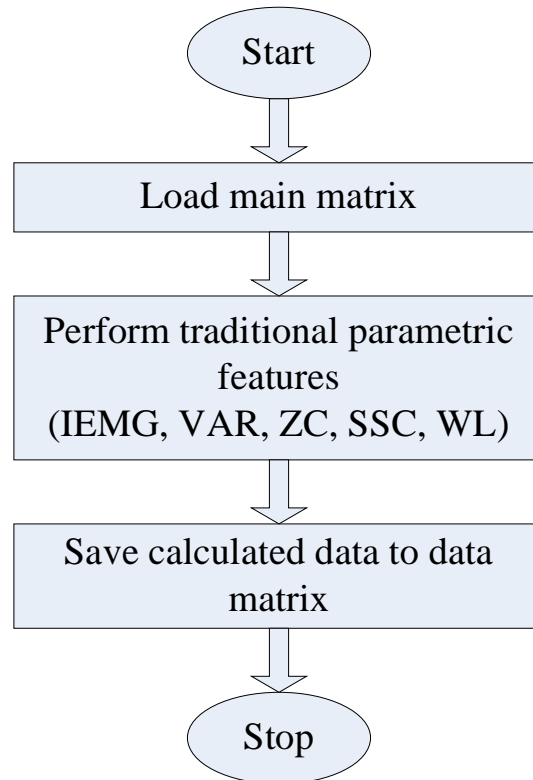 Start
Load main matrix
Perform traditional parametric
features
(IEMG, VAR, ZC, SSC, WL)
Save calculated data to data
matrix
Stop